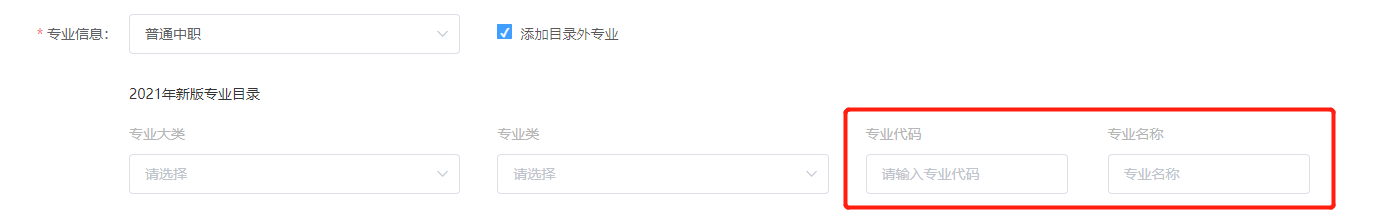 * 专业信息： 普通中职 添加目录外专业
2021年新版专业目录
专业大类 专业类 专业代码 专业名称
请选择 请选择 请输入专业代码 专业名称